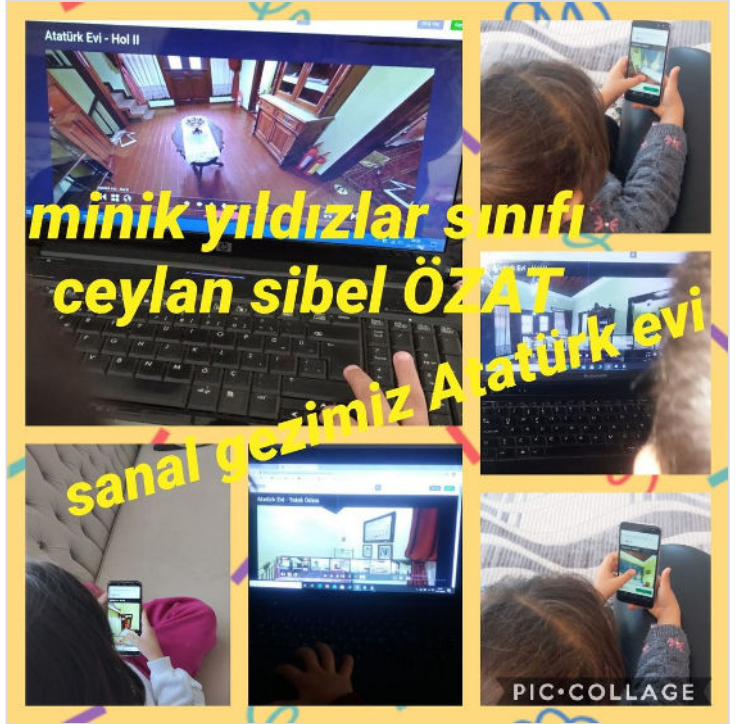 Atatürk Evi - Hol II
minik yıldızlar sınıfı
ceylan sibel ÖZAT
sanal gezimiz Atatürk evi
Atatürk Evi - Yatak Odası
PIC•COLLAGE